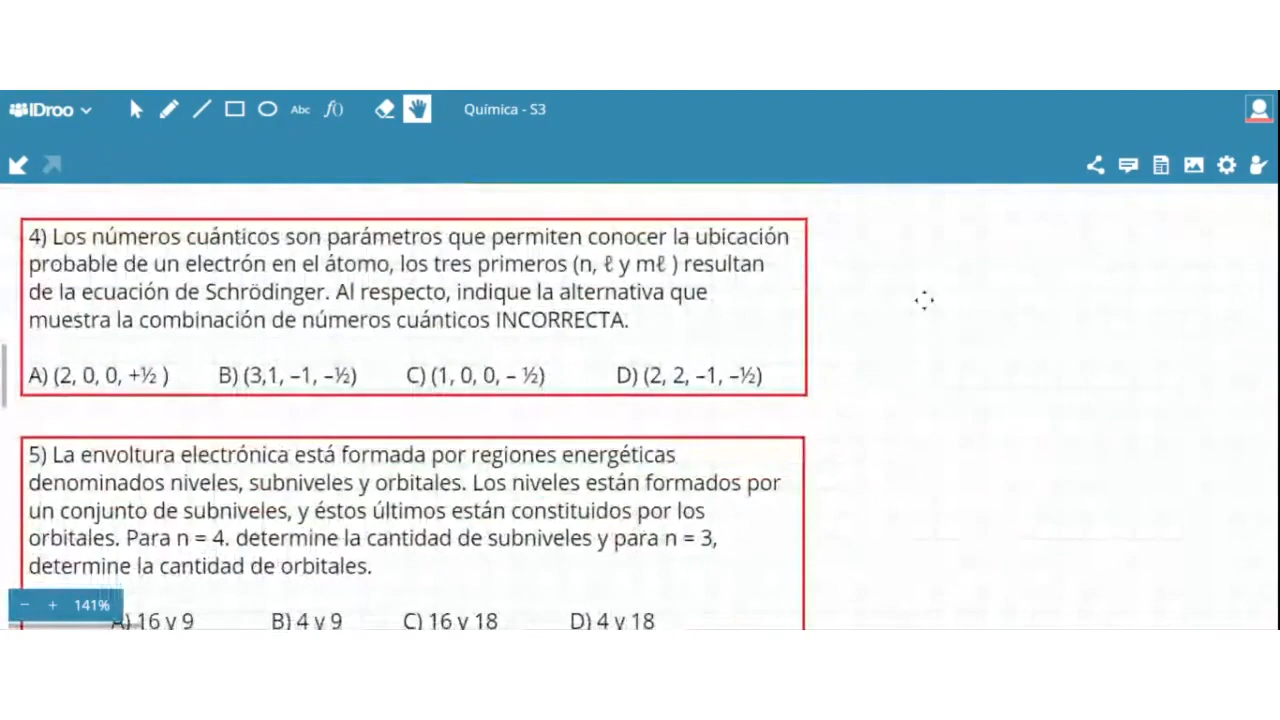 IDroo
Abc
f()
Química - S3
4) Los números cuánticos son parámetros que permiten conocer la ubicación
probable de un electrón en el átomo, los tres primeros (n, ℓ y mℓ ) resultan
de la ecuación de Schrödinger. Al respecto, indique la alternativa que
muestra la combinación de números cuánticos INCORRECTA.
A) (2, 0, 0, +½ ) B) (3,1, –1, –½) C) (1, 0, 0, – ½) D) (2, 2, –1, –½)
5) La envoltura electrónica está formada por regiones energéticas
denominados niveles, subniveles y orbitales. Los niveles están formados por
un conjunto de subniveles, y éstos últimos están constituidos por los
orbitales. Para n = 4. determine la cantidad de subniveles y para n = 3,
determine la cantidad de orbitales.
− + 141%
A) 16 y 9 B) 4 y 9 C) 16 y 18 D) 4 y 18